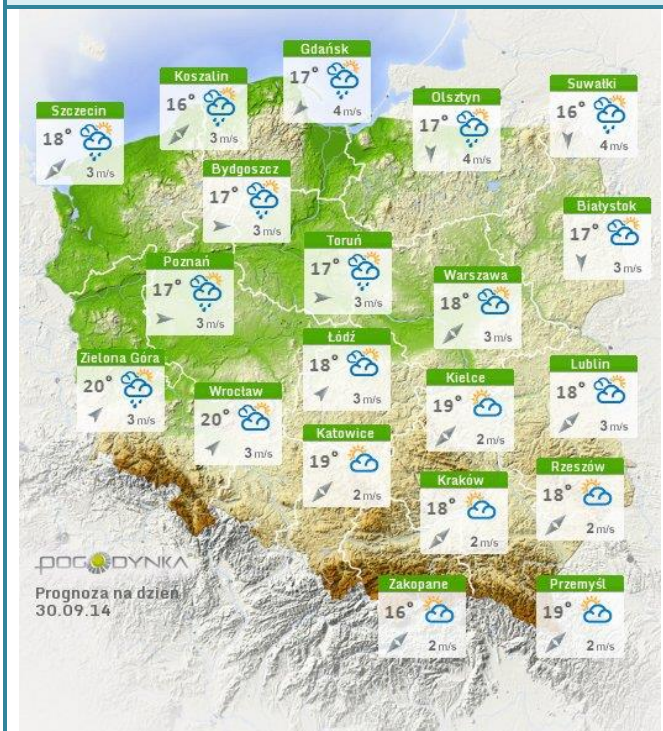 Gdańsk
17°
4 m/s
Koszalin
16°
3 m/s
Szczecin
18°
3 m/s
Olsztyn
17°
4 m/s
Suwałki
16°
4 m/s
Bydgoszcz
17°
3 m/s
Białystok
17°
3 m/s
Toruń
17°
3 m/s
Poznań
17°
3 m/s
Warszawa
18°
3 m/s
Łódź
18°
3 m/s
Zielona Góra
20°
3 m/s
Wrocław
20°
3 m/s
Kielce
19°
2 m/s
Lublin
18°
3 m/s
Katowice
19°
2 m/s
Kraków
18°
2 m/s
Rzeszów
18°
2 m/s
POGODYNKA
Prognoza na dzień
30.09.14
Zakopane
16°
2 m/s
Przemyśl
19°
2 m/s